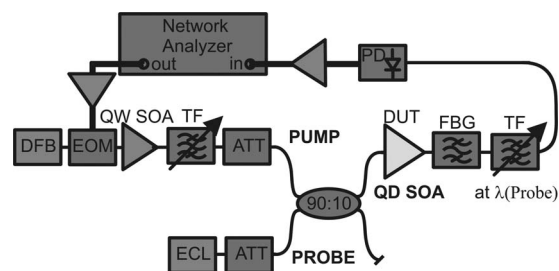 Network
Analyzer
out
in
PD
QW SOA
TF
DUT
FBG
TF
DFB
EOM
ATT
PUMP
90:10
QD SOA
at λ(Probe)
ECL
ATT
PROBE